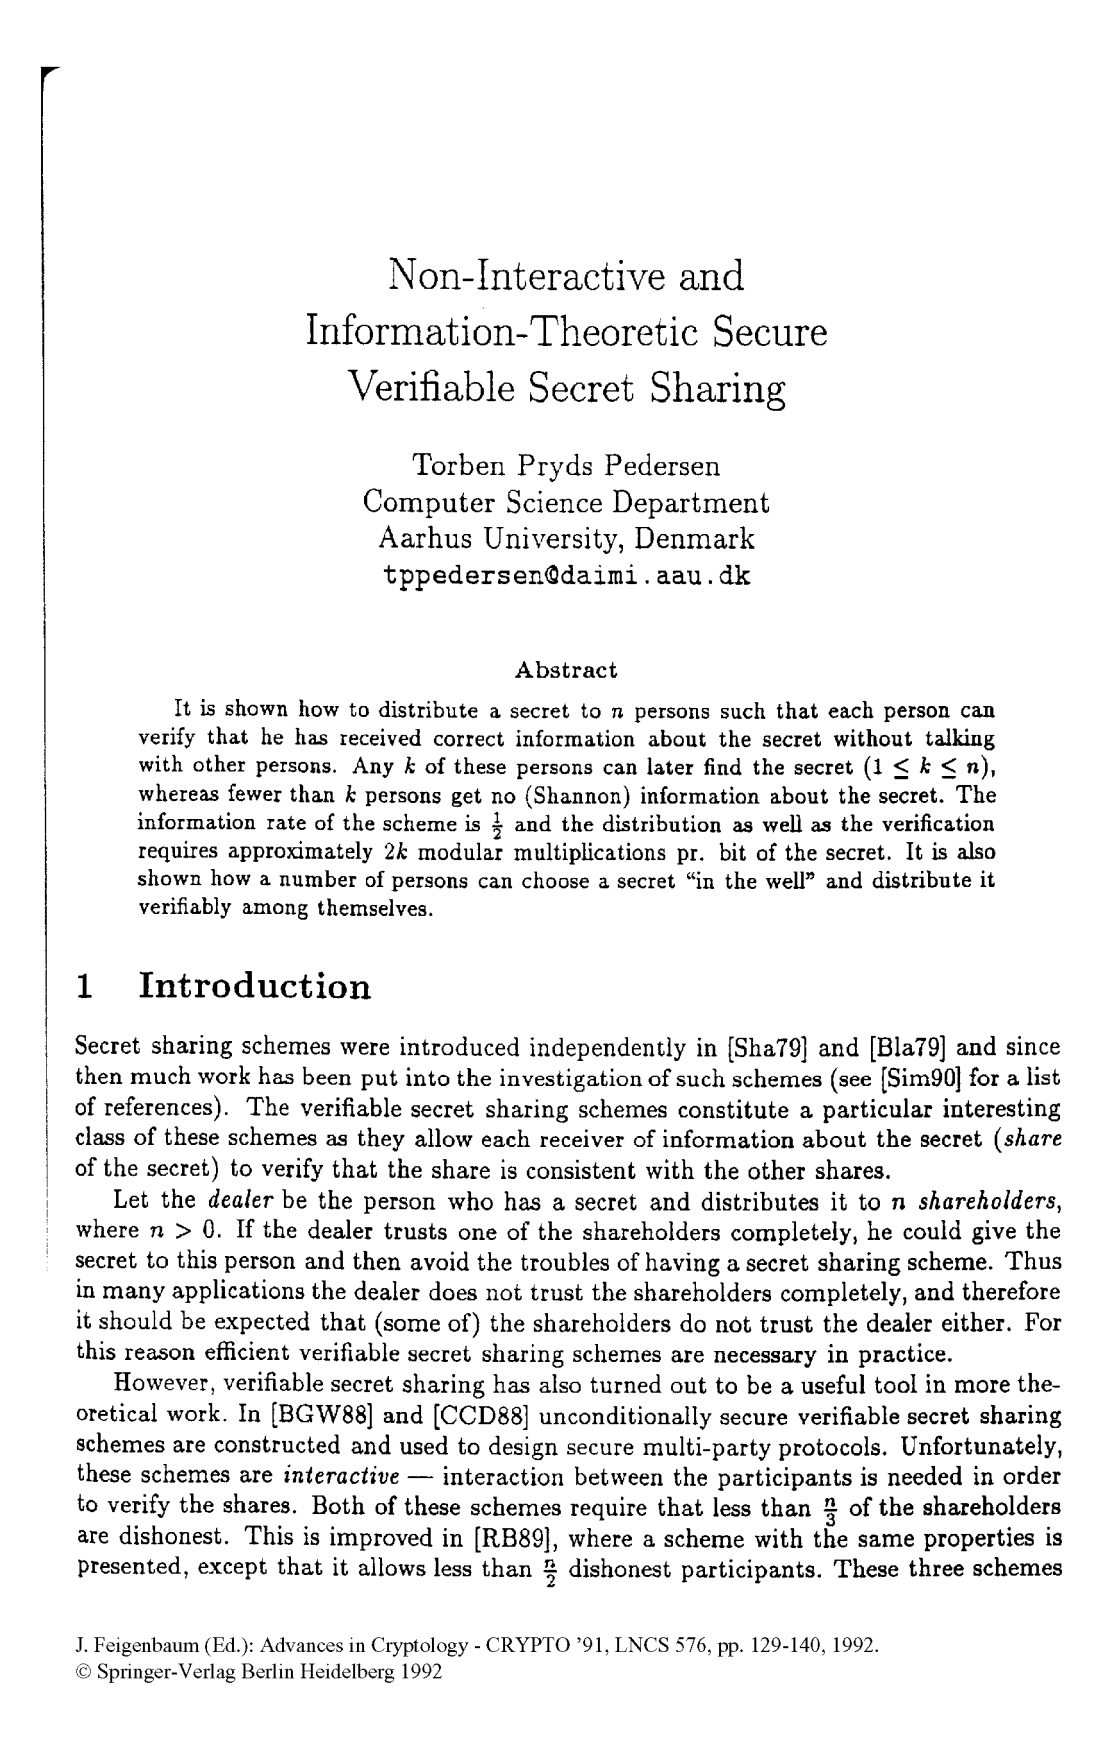 Non-Interactive and
Information-Theoretic Secure
Verifiable Secret Sharing
Torben Pryds Pedersen
Computer Science Department
Aarhus University, Denmark
tppedersen@daimi.aau.dk
Abstract
It is shown how to distribute a secret to n persons such that each person can
verify that he has received correct information about the secret without talking
with other persons. Any k of these persons can later find the secret (1 ≤ k ≤ n),
whereas fewer than k persons get no (Shannon) information about the secret. The
information rate of the scheme is ½ and the distribution as well as the verification
requires approximately 2k modular multiplications pr. bit of the secret. It is also
shown how a number of persons can choose a secret “in the well” and distribute it
verifiably among themselves.
1 Introduction
Secret sharing schemes were introduced independently in [Sha79] and [Bla79] and since
then much work has been put into the investigation of such schemes (see [Sim90] for a list
of references). The verifiable secret sharing schemes constitute a particular interesting
class of these schemes as they allow each receiver of information about the secret (share
of the secret) to verify that the share is consistent with the other shares.
Let the dealer be the person who has a secret and distributes it to n shareholders,
where n > 0. If the dealer trusts one of the shareholders completely, he could give the
secret to this person and then avoid the troubles of having a secret sharing scheme. Thus
in many applications the dealer does not trust the shareholders completely, and therefore
it should be expected that (some of) the shareholders do not trust the dealer either. For
this reason efficient verifiable secret sharing schemes are necessary in practice.
However, verifiable secret sharing has also turned out to be a useful tool in more the-
oretical work. In [BGW88] and [CCD88] unconditionally secure verifiable secret sharing
schemes are constructed and used to design secure multi-party protocols. Unfortunately,
these schemes are interactive — interaction between the participants is needed in order
to verify the shares. Both of these schemes require that less than n/3 of the shareholders
are dishonest. This is improved in [RB89], where a scheme with the same properties is
presented, except that it allows less than n/2 dishonest participants. These three schemes
J. Feigenbaum (Ed.): Advances in Cryptology - CRYPTO '91, LNCS 576, pp. 129-140, 1992.
© Springer-Verlag Berlin Heidelberg 1992